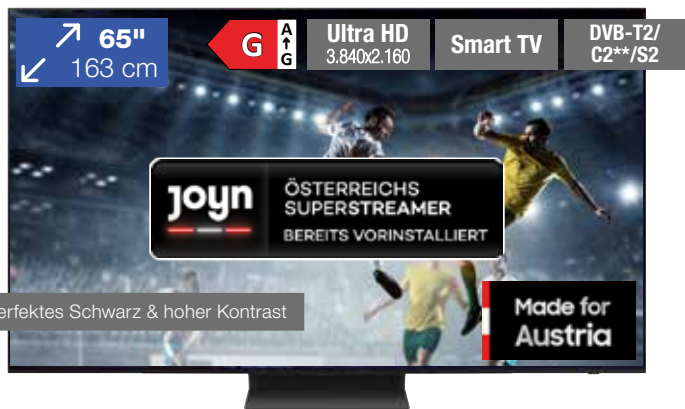 65"
163 cm
G
A
G
Ultra HD
3.840x2.160
Smart TV
DVB-T2/
C2**/S2
joyn
ÖSTERREICHS
SUPERSTREAMER
BEREITS VORINSTALLIERT
erfektes Schwarz & hoher Kontrast
Made for
Austria